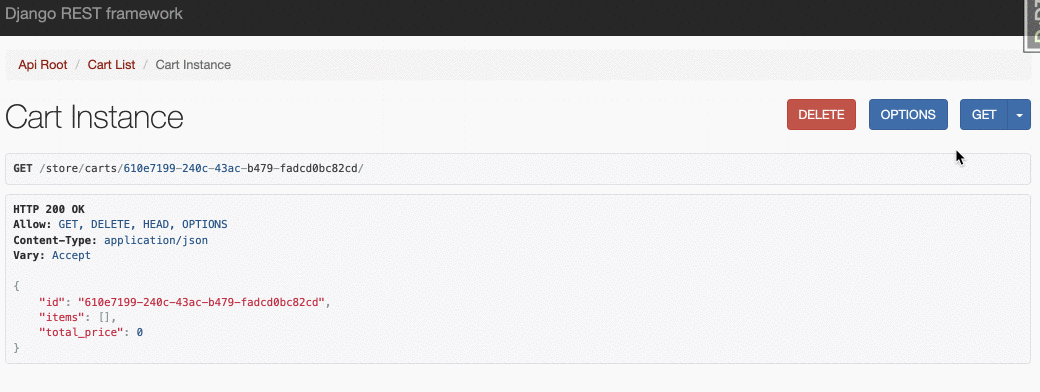 Django REST framework
Api Root / Cart List / Cart Instance
Cart Instance
DELETE OPTIONS GET
GET /store/carts/610e7199-240c-43ac-b479-fadcd0bc82cd/
HTTP 200 OK
Allow: GET, DELETE, HEAD, OPTIONS
Content-Type: application/json
Vary: Accept
{
    "id": "610e7199-240c-43ac-b479-fadcd0bc82cd",
    "items": [],
    "total_price": 0
}